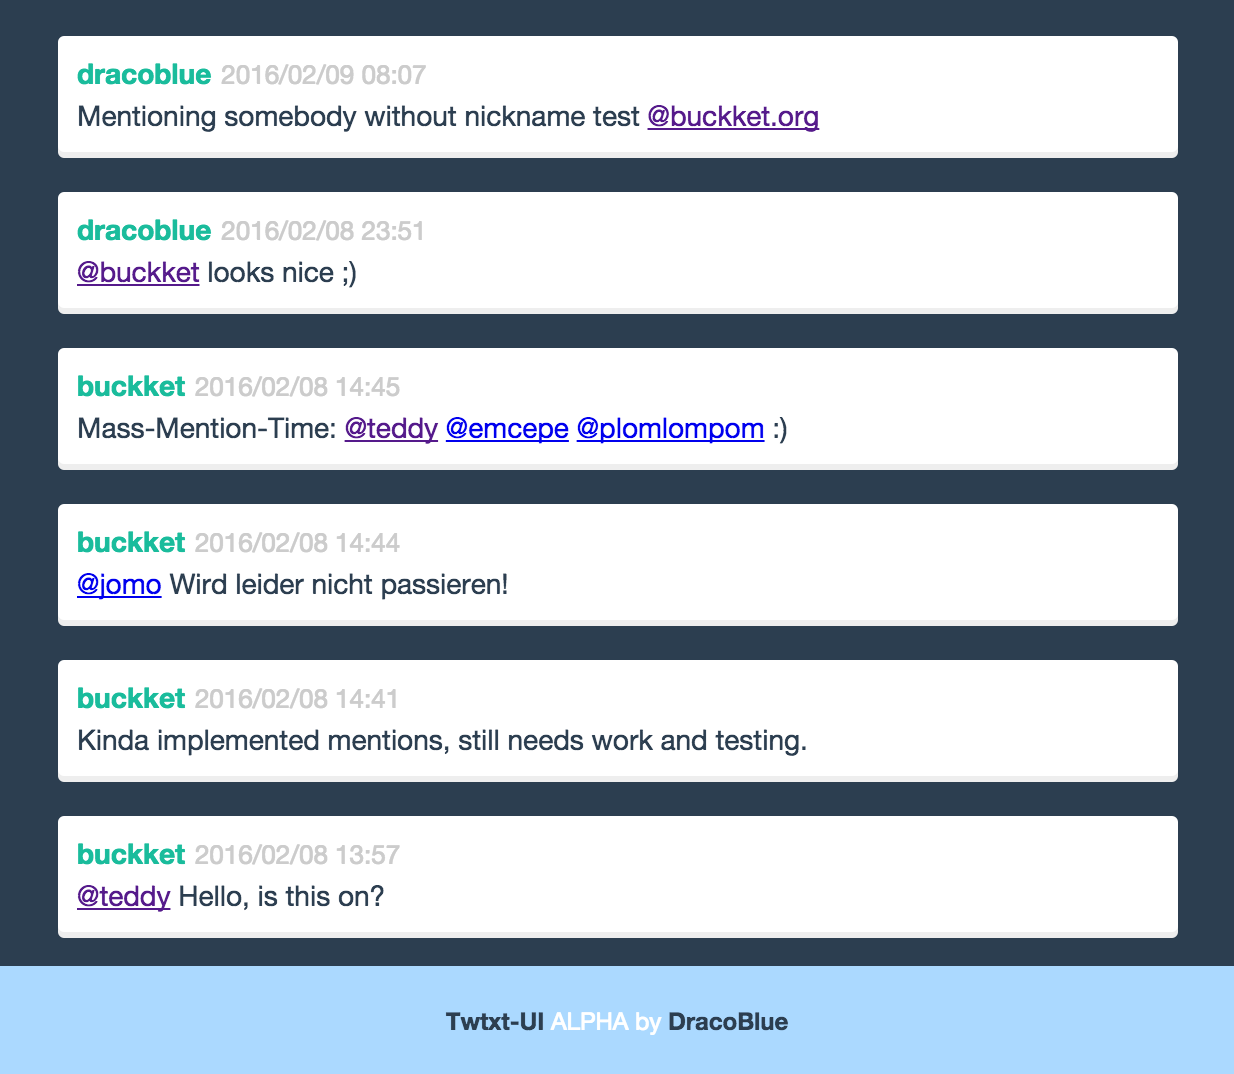 dracoblue 2016/02/09 08:07
Mentioning somebody without nickname test @buckket.org
dracoblue 2016/02/08 23:51
@buckket looks nice ;)
buckket 2016/02/08 14:45
Mass-Mention-Time: @teddy @emcepe @plomlompom :)
buckket 2016/02/08 14:44
@jomo Wird leider nicht passieren!
buckket 2016/02/08 14:41
Kinda implemented mentions, still needs work and testing.
buckket 2016/02/08 13:57
@teddy Hello, is this on?
Twtxt-UI ALPHA by DracoBlue